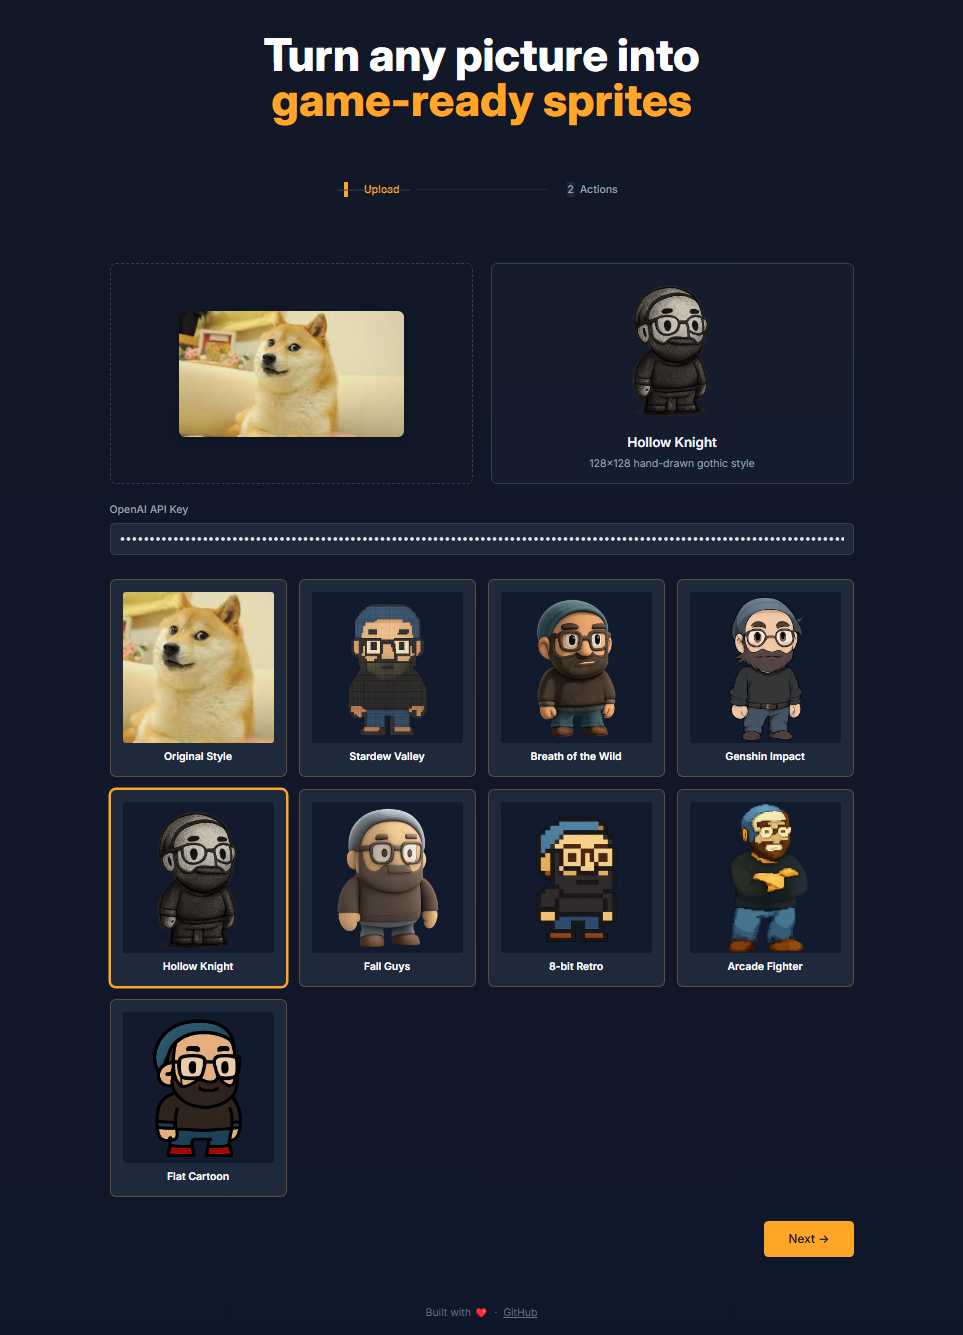 Turn any picture into
game-ready sprites
Upload
2 Actions
Hollow Knight
128×128 hand-drawn gothic style
OpenAI API Key
Original Style
Stardew Valley
Breath of the Wild
Genshin Impact
Hollow Knight
Fall Guys
8-bit Retro
Arcade Fighter
Flat Cartoon
Next →
Built with ❤️ - GitHub